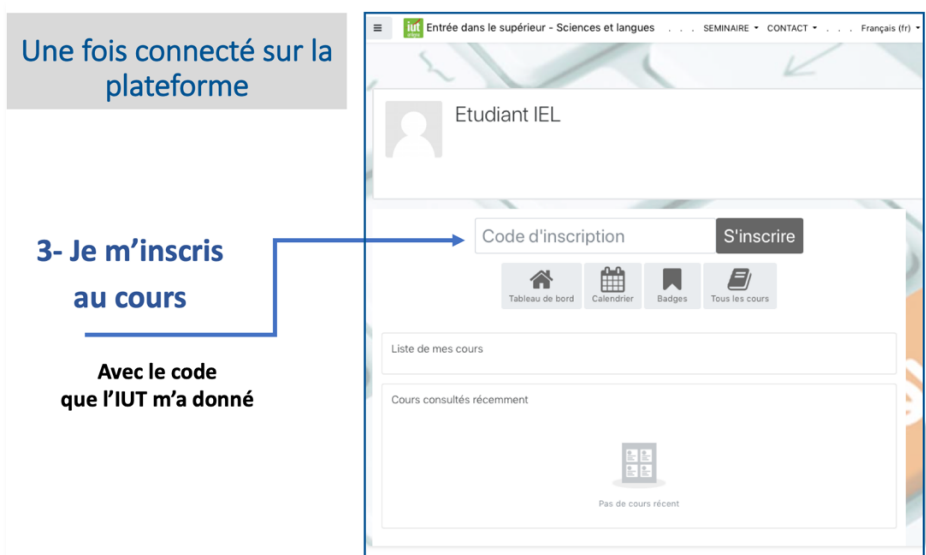 Une fois connecté sur la
plateforme
3- Je m’inscris
au cours
Avec le code
que l’IUT m’a donné
iut Entrée dans le supérieur - Sciences et langues . . . SEMINAIRE CONTACT . . . Français (fr)
Etudiant IEL
Code d'inscription S'inscrire
Tableau de bord Calendrier Badges Tous les cours
Liste de mes cours
Cours consultés récemment
Pas de cours récent